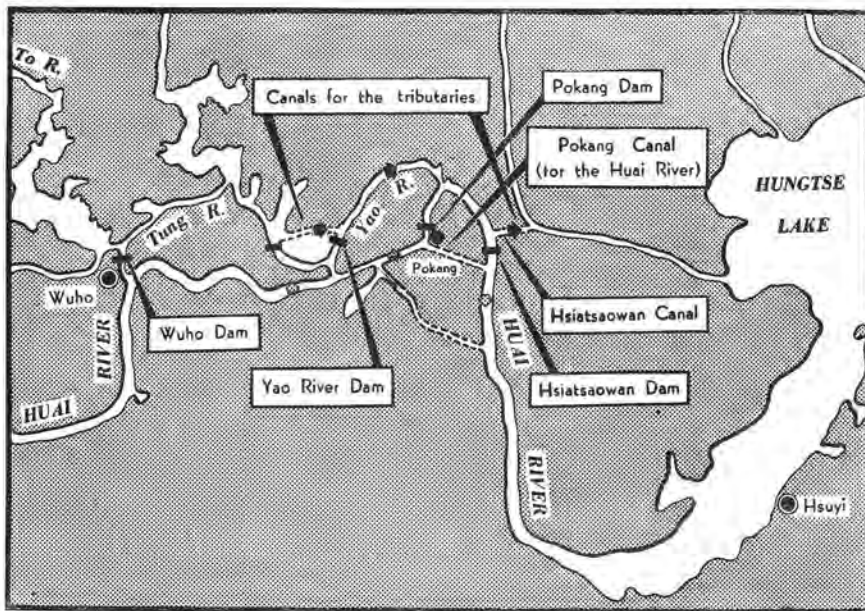 To R.
Canals for the tributaries
Pokang Dam
Pokang Canal
(tor the Huai River)
HUNGTSE
LAKE
Tung R.
Yao R.
Pokang
Wuho
Wuho Dam
RIVER
HUAI
Yao River Dam
HUAI
RIVER
Hsiatsaowan Canal
Hsiatsaowan Dam
Hsuyi